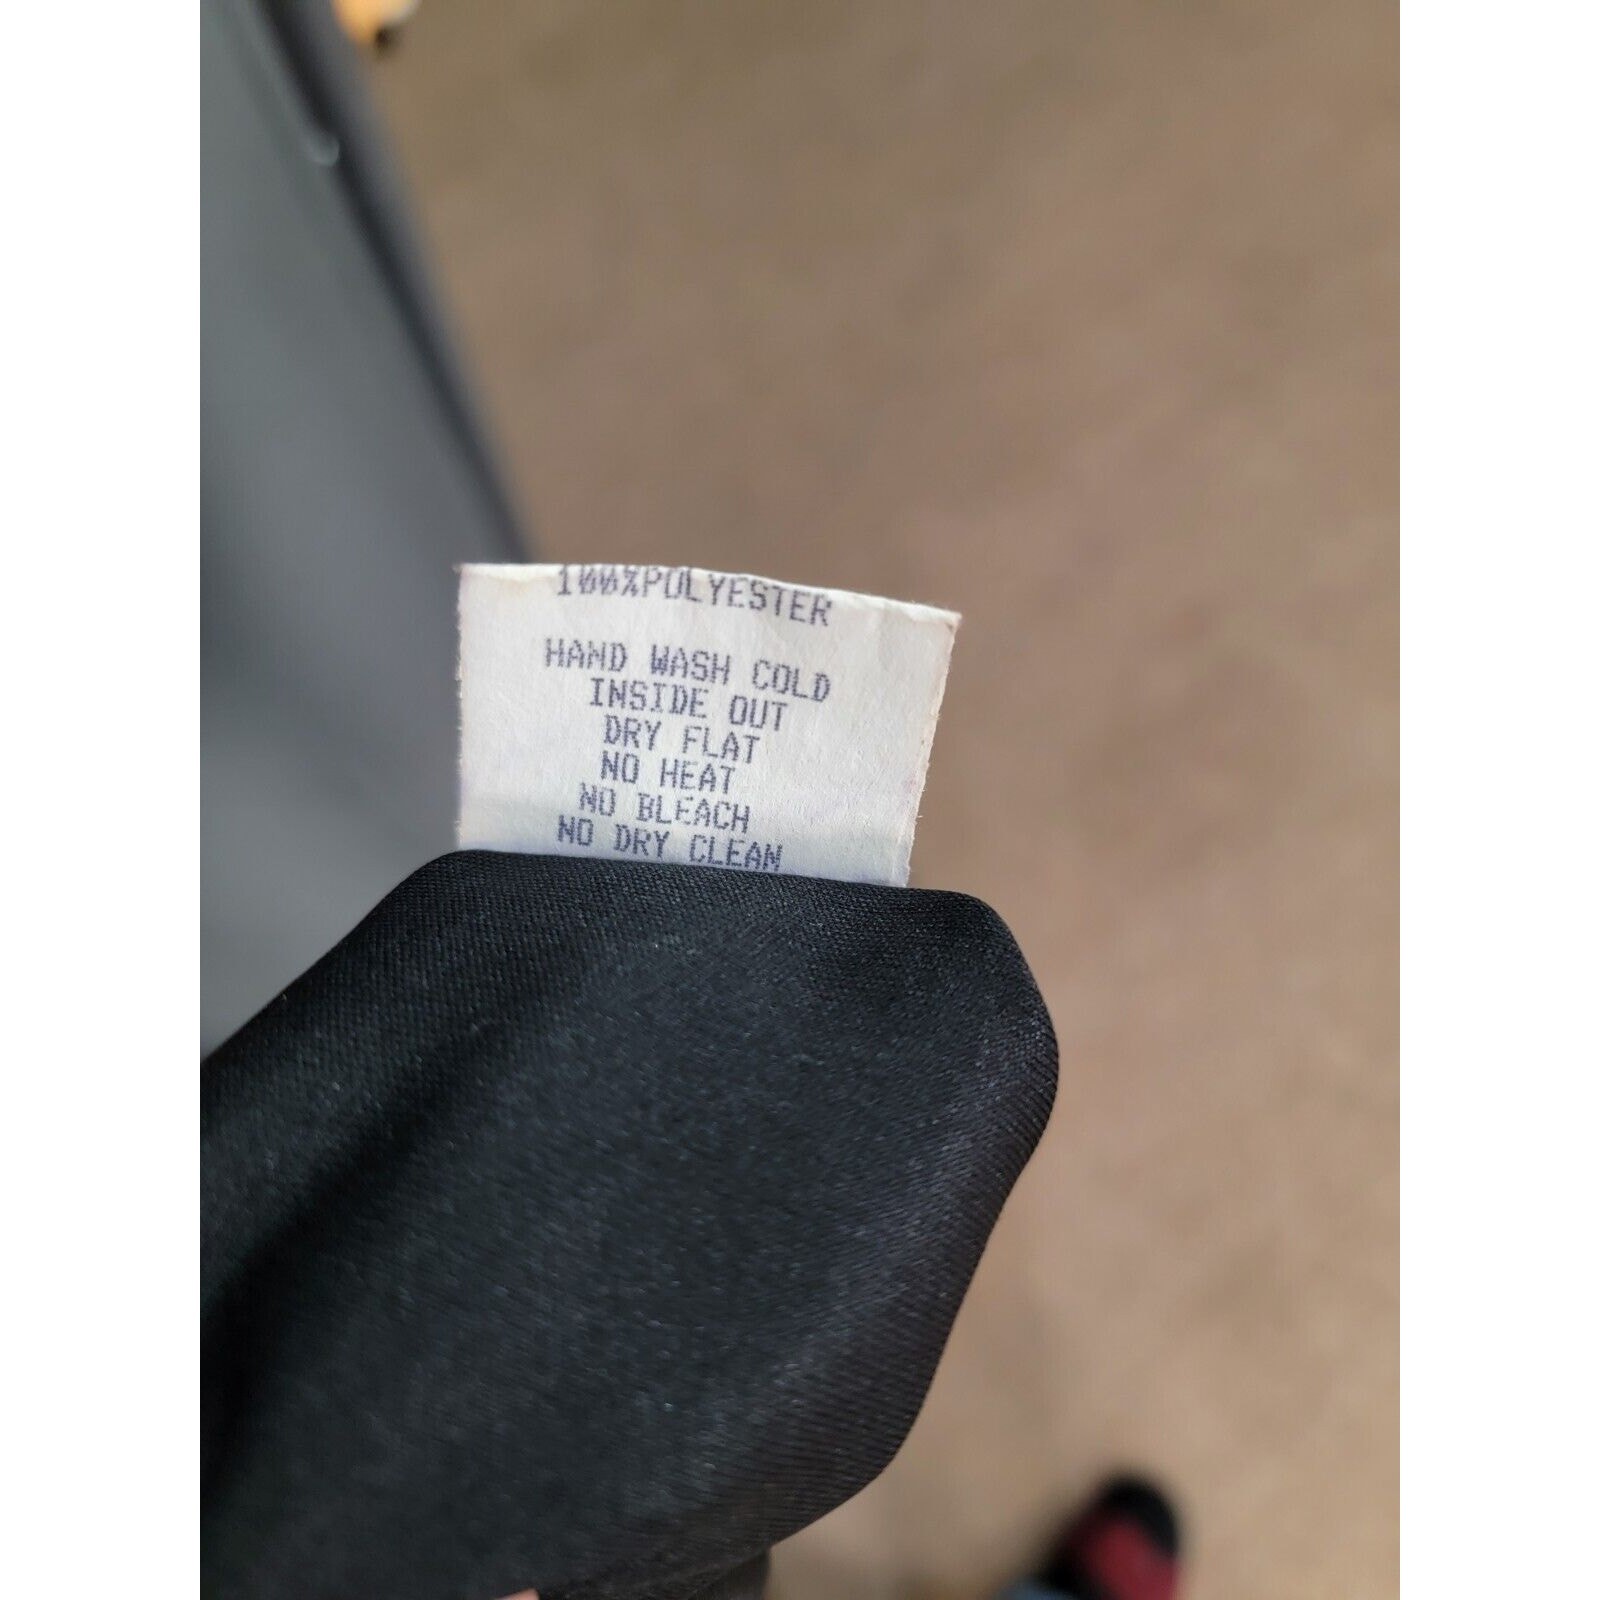 100%POLYESTER
HAND WASH COLD
INSIDE OUT
DRY FLAT
NO HEAT
NO BLEACH
NO DRY CLEAN